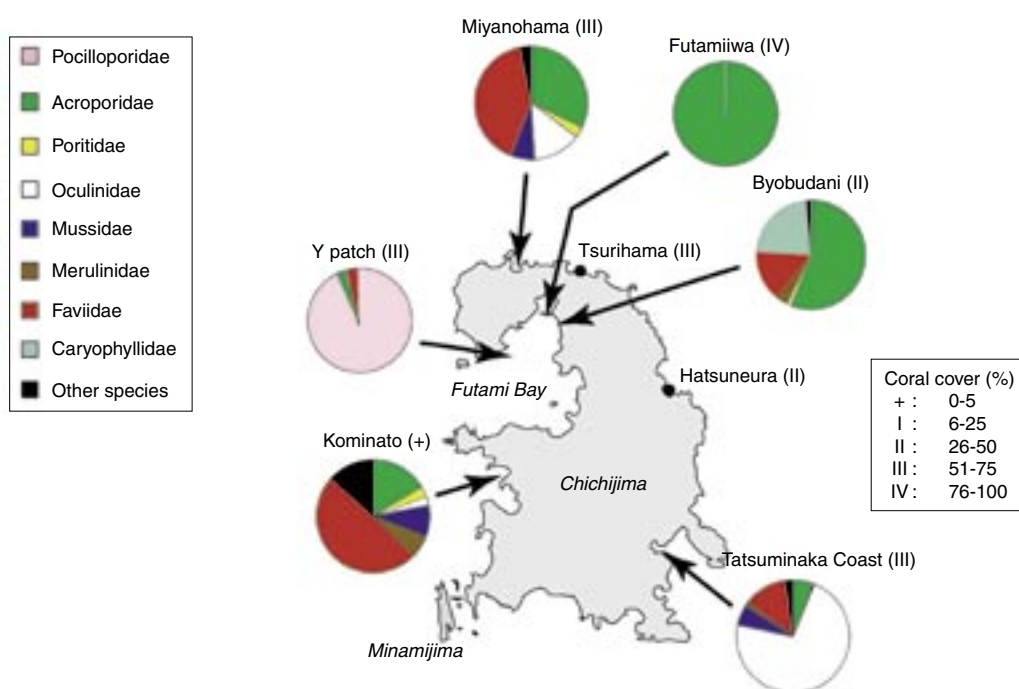 Pocilloporidae
Acroporidae
Poritidae
Oculinidae
Mussidae
Merulinidae
Faviidae
Caryophyllidae
Other species
Miyanohama (III)
Futamiiwa (IV)
Byobudani (II)
Y patch (III)
Tsurihama (III)
Futami Bay
Hatsuneura (II)
Kominato (+)
Chichijima
Tatsuminaka Coast (III)
Minamijima
Coral cover (%)
+ : 0-5
I : 6-25
II : 26-50
III : 51-75
IV : 76-100